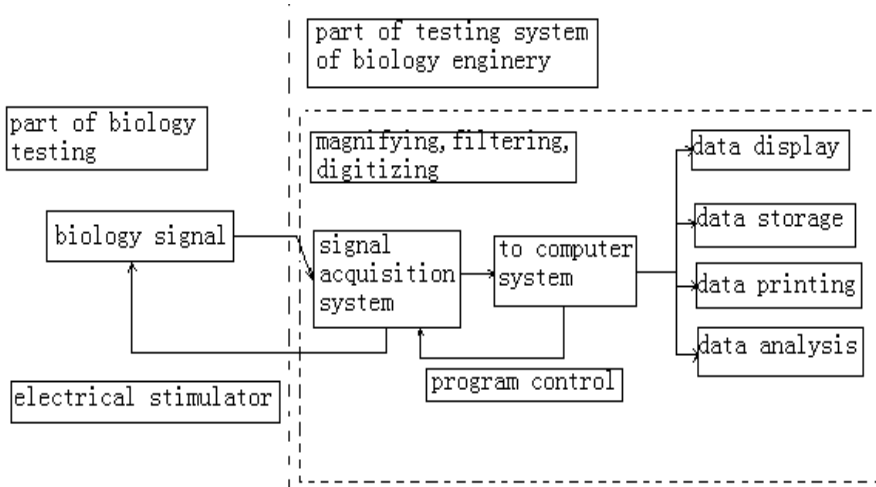 part of testing system
of biology enginery
part of biology
testing
magnifying, filtering,
digitizing
data display
biology signal
signal
acquisition
system
to computer
system
data storage
data printing
data analysis
program control
electrical stimulator